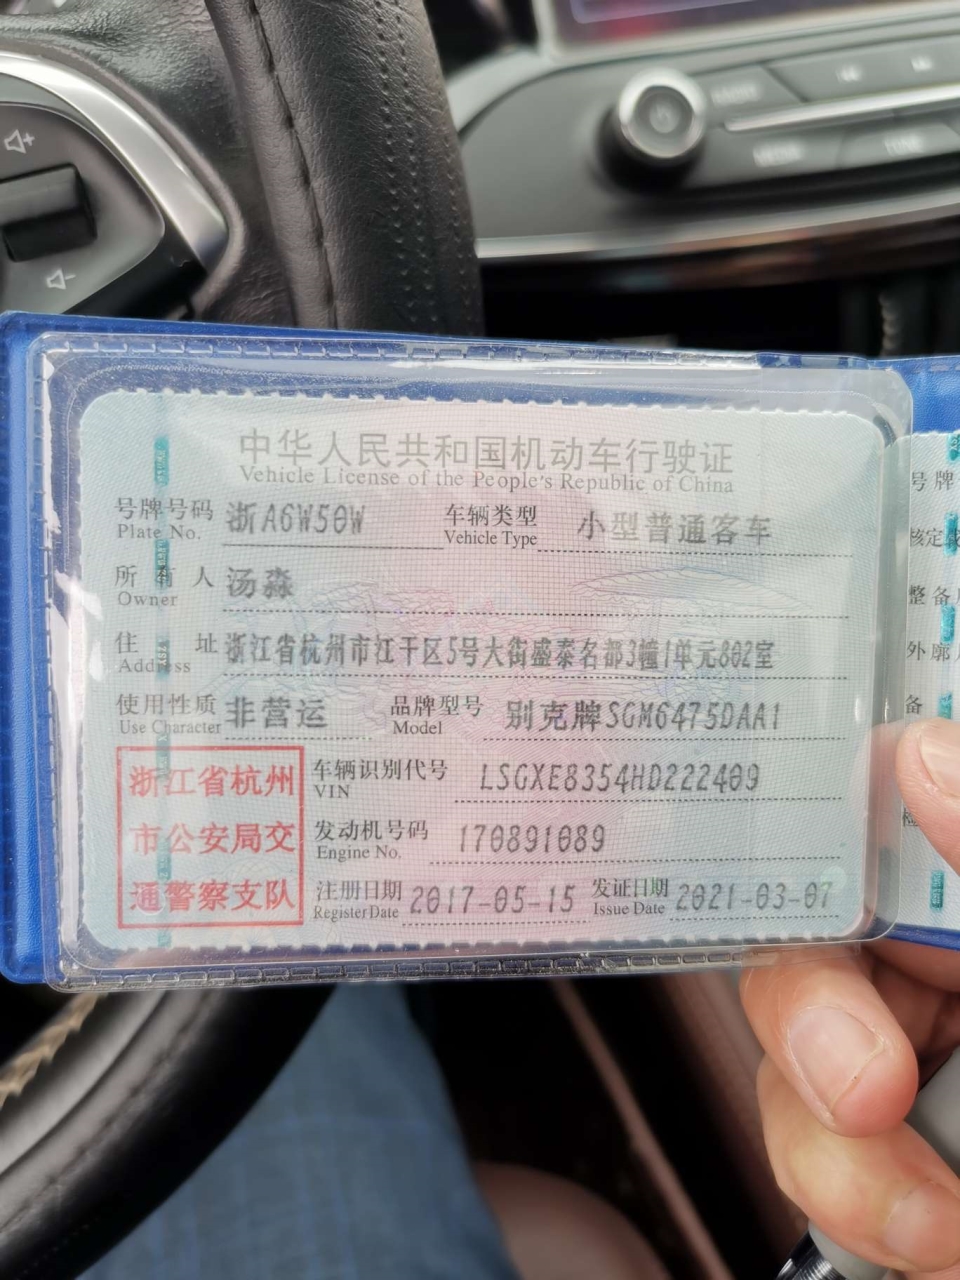 中华人民共和国机动车行驶证
Vehicle License of the People's Republic of China
号牌号码 浙A6W50W 车辆类型 小型普通客车
Plate No. Vehicle Type
所有人 汤淼
Owner
住址 浙江省杭州市江干区5号大街盛泰名都3幢1单元802室
Address
使用性质 非营运 品牌型号 别克牌SGM6475DAA1
Use Character Model
浙江省杭州
市公安局交
通警察支队
车辆识别代号 LSGXE8354HD222409
VIN
发动机号码 170891089
Engine No.
注册日期 2017-05-15 发证日期 2021-03-07
Register Date Issue Date
号牌
核定
整备
外廓
备
检